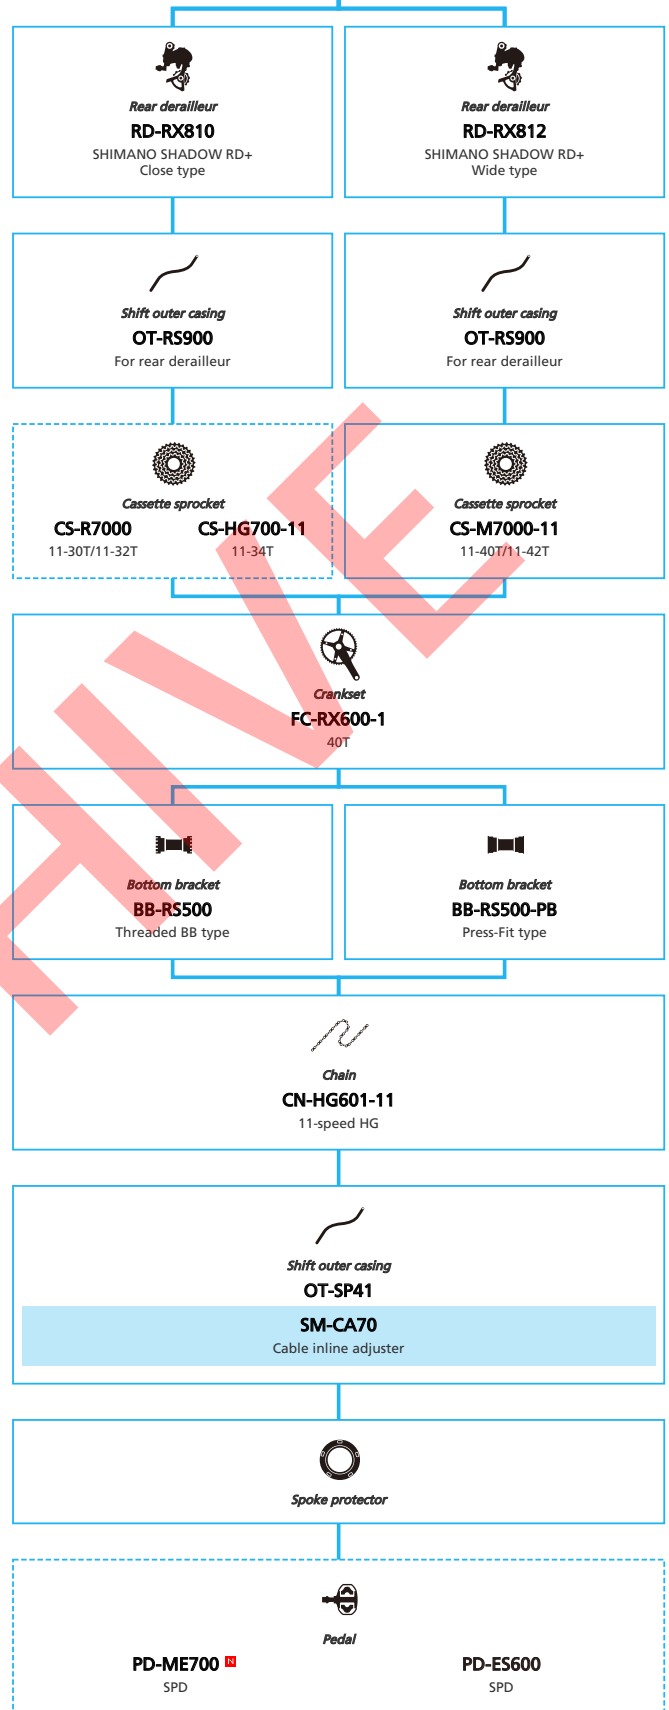 Rear derailleur
RD-RX810
SHIMANO SHADOW RD+
Close type
Rear derailleur
RD-RX812
SHIMANO SHADOW RD+
Wide type
Shift outer casing
OT-RS900
For rear derailleur
Shift outer casing
OT-RS900
For rear derailleur
Cassette sprocket
CS-R7000
11-30T/11-32T
CS-HG700-11
11-34T
Cassette sprocket
CS-M7000-11
11-40T/11-42T
Crankset
FC-RX600-1
40T
Bottom bracket
BB-RS500
Threaded BB type
Bottom bracket
BB-RS500-PB
Press-Fit type
Chain
CN-HG601-11
11-speed HG
Shift outer casing
OT-SP41
SM-CA70
Cable inline adjuster
Spoke protector
Pedal
PD-ME700 N
SPD
PD-ES600
SPD
HIVE